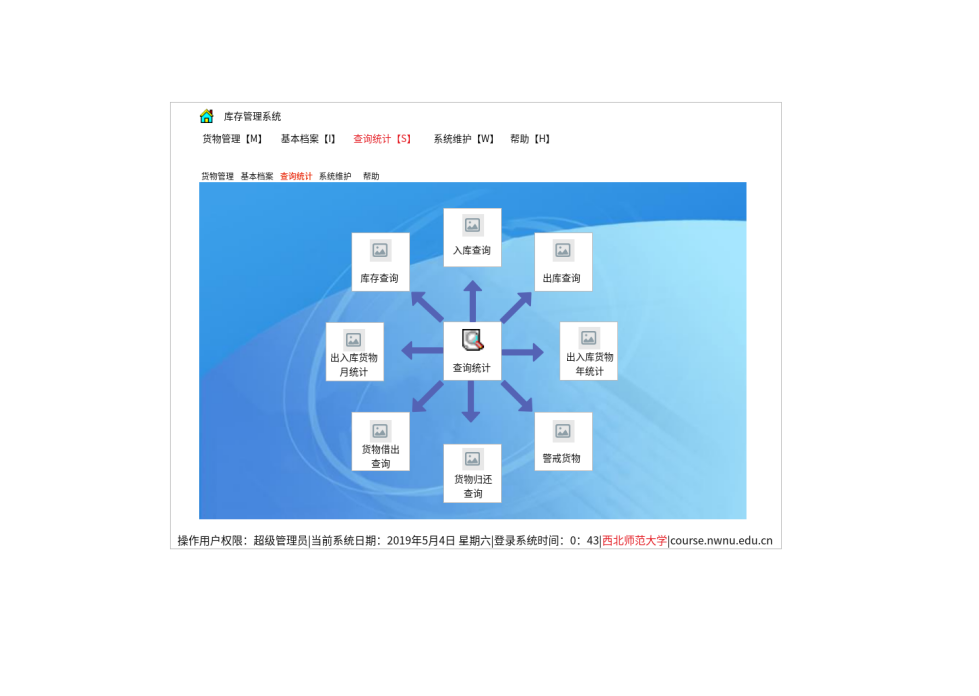 库存管理系统
货物管理【M】 基本档案【I】 查询统计【S】 系统维护【W】 帮助【H】
货物管理 基本档案 查询统计 系统维护 帮助
入库查询
库存查询
出库查询
出入库货物
月统计
查询统计
出入库货物
年统计
货物借出
查询
货物归还
查询
警戒货物
操作用户权限：超级管理员|当前系统日期：2019年5月4日 星期六|登录系统时间：0：43|西北师范大学|course.nwnu.edu.cn